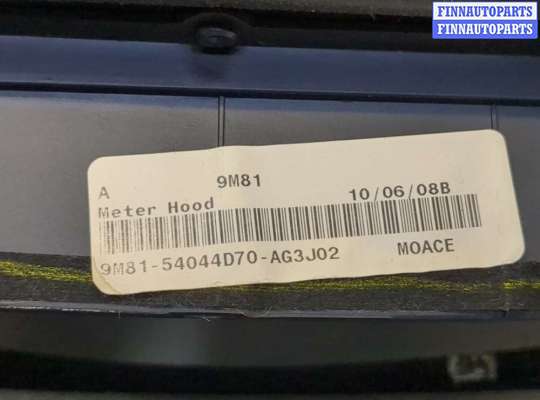 FINNAUTOPARTS
FINNAUTOPARTS
A 9M81
Meter Hood 10/06/08B
9M81-54044D70-AG3J02 MOACE